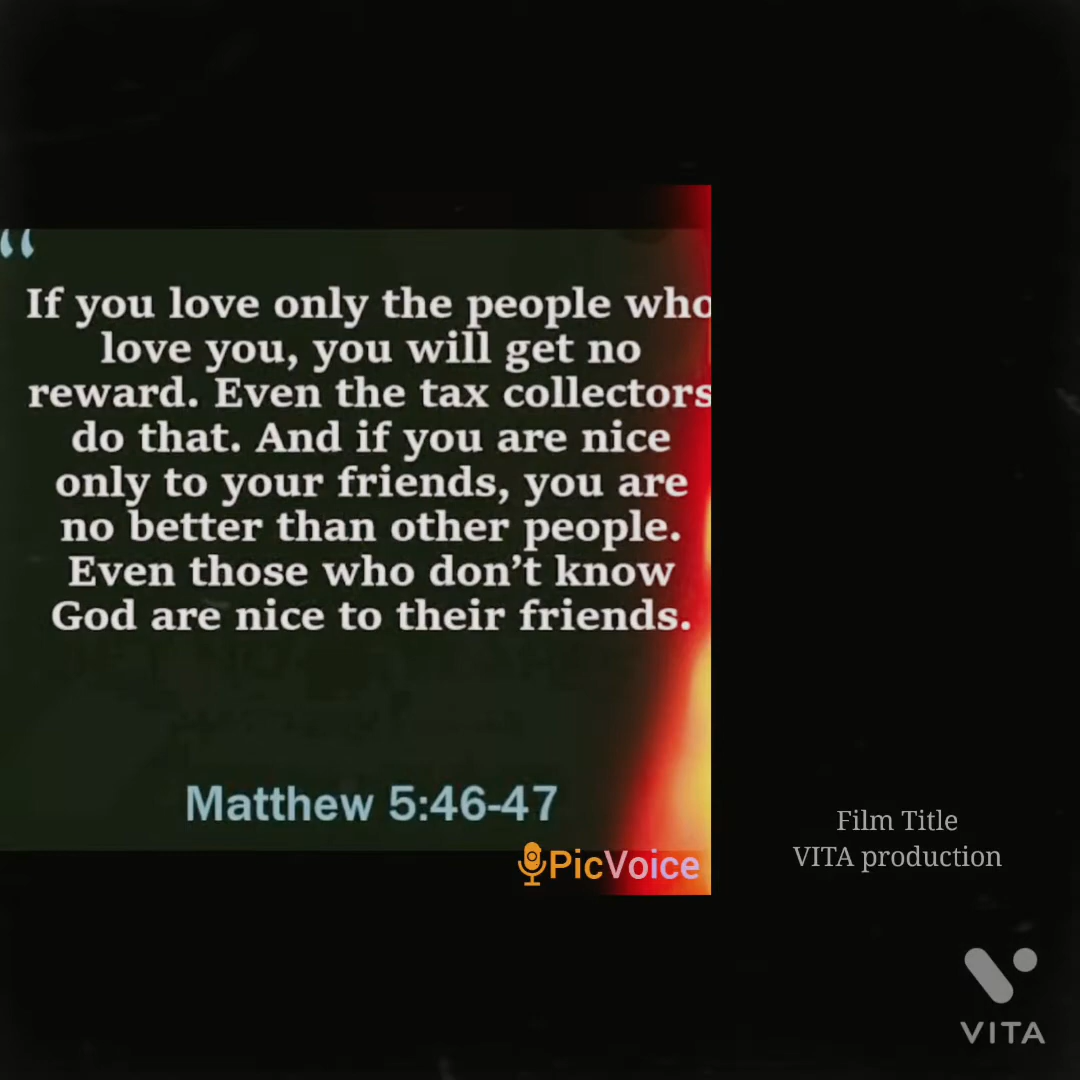 “
If you love only the people who
love you, you will get no
reward. Even the tax collectors
do that. And if you are nice
only to your friends, you are
no better than other people.
Even those who don’t know
God are nice to their friends.
Matthew 5:46-47
PicVoice
Film Title
VITA production
VITA